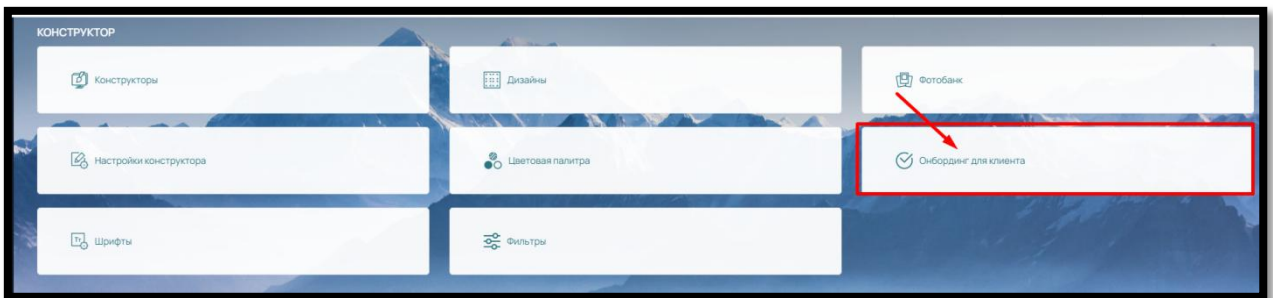 КОНСТРУКТОР
Конструкторы
Дизайны
Фотобанк
Настройки конструктора
Цветовая палитра
Онбординг для клиента
Шрифты
Фильтры